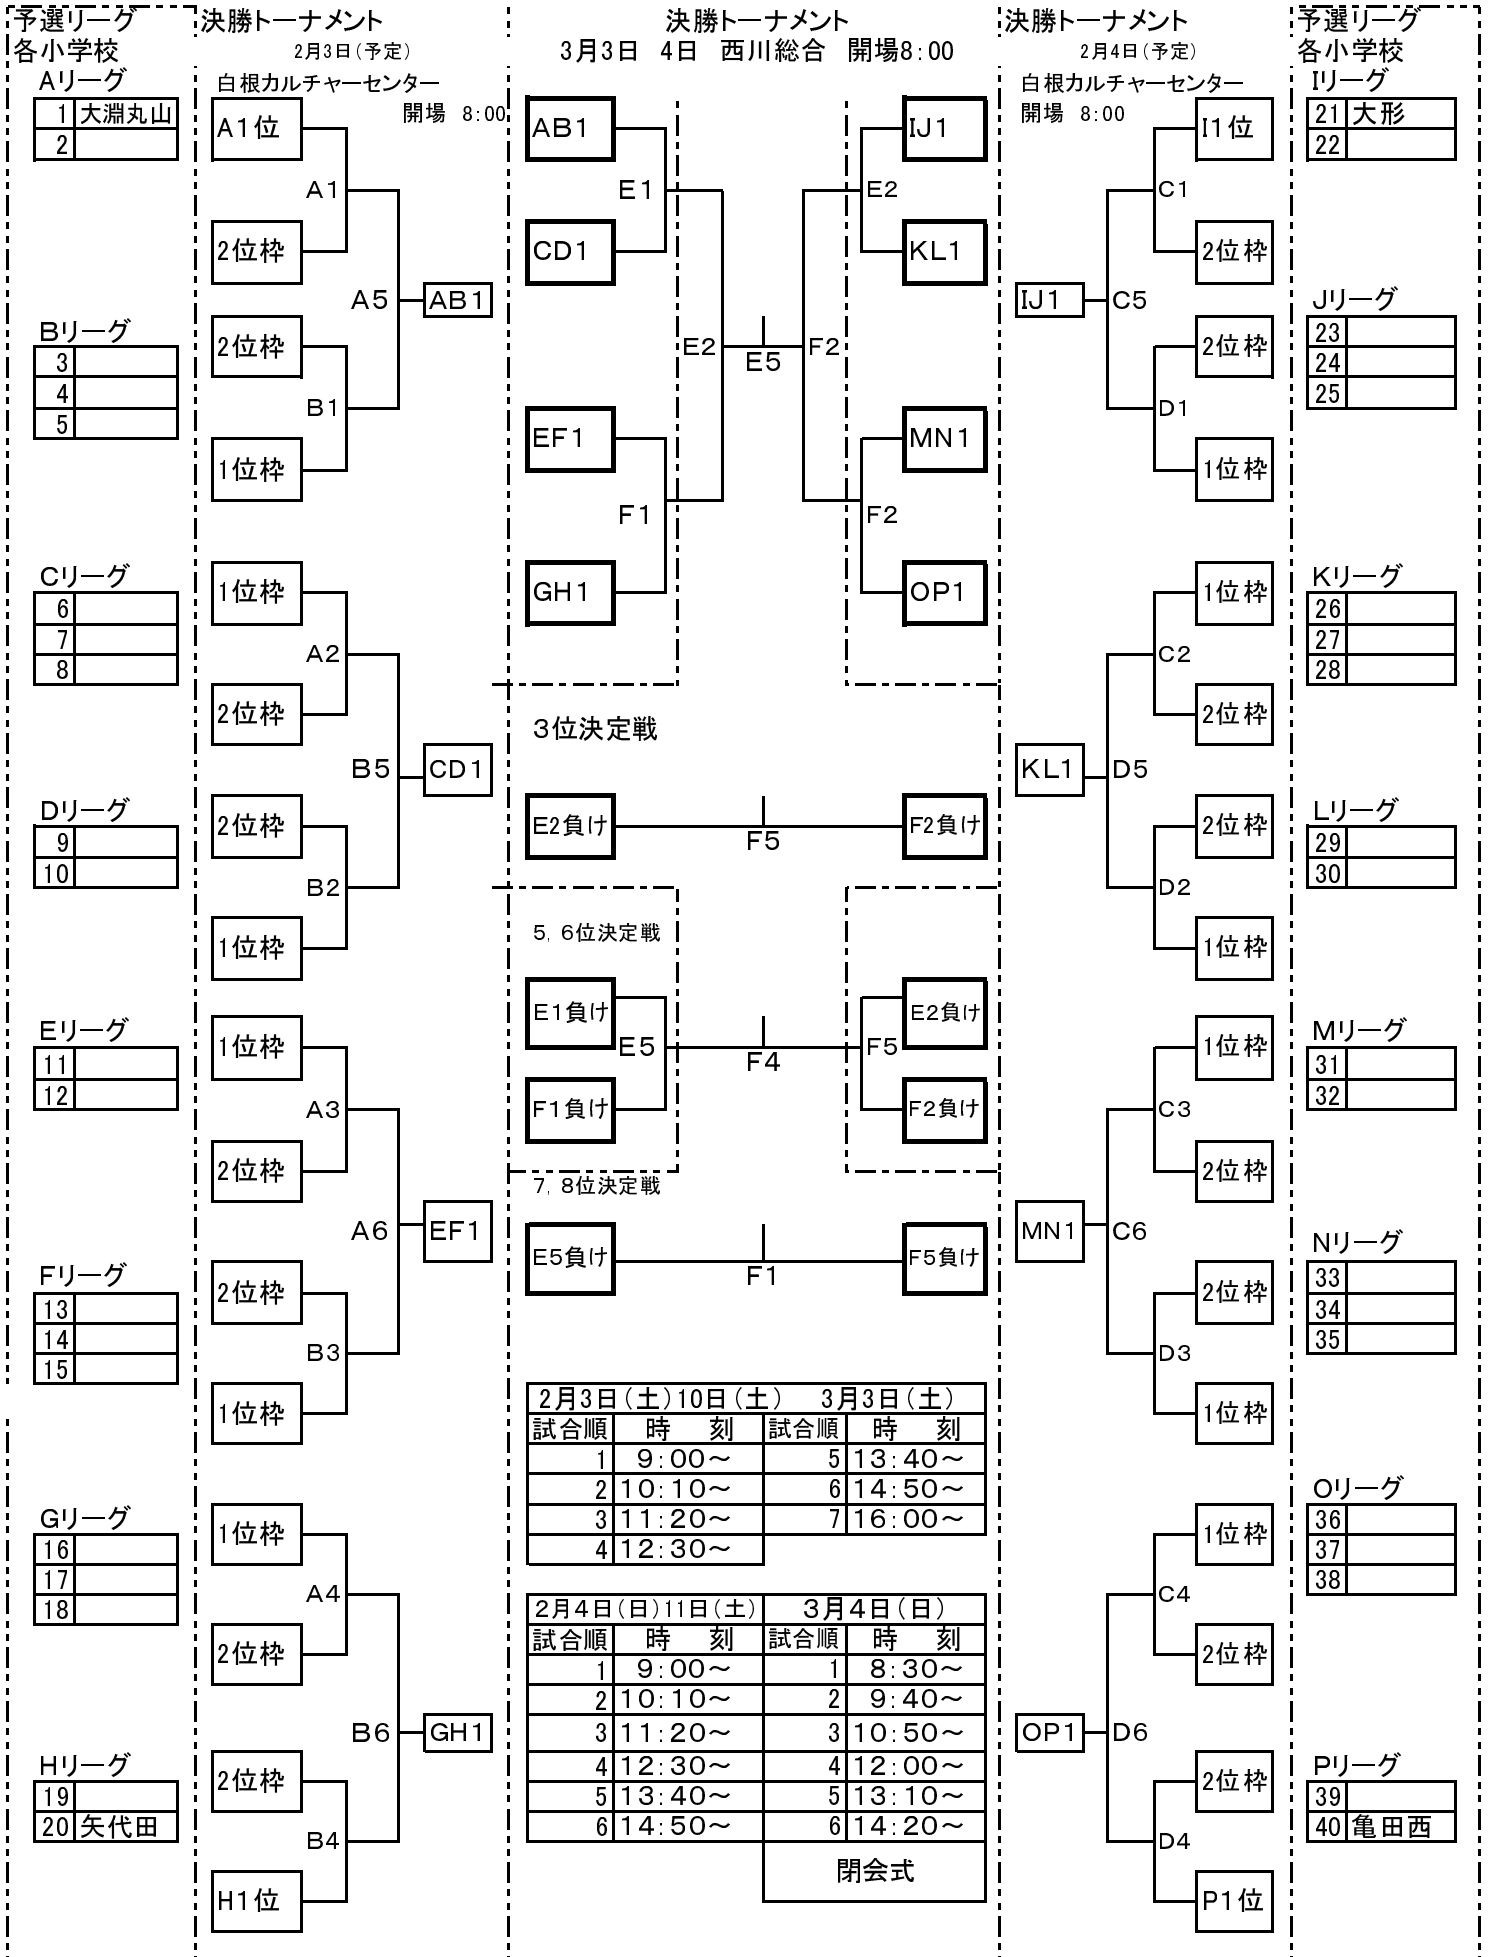 予選リーグ
各小学校
Aリーグ
1 大淵丸山
2
Bリーグ
3
4
5
Cリーグ
6
7
8
Dリーグ
9
10
Eリーグ
11
12
Fリーグ
13
14
15
Gリーグ
16
17
18
Hリーグ
19
20 矢代田
決勝トーナメント
2月3日(予定)
白根カルチャーセンター
開場 8:00
A1位
A1
2位枠
A5
AB1
2位枠
B1
1位枠
1位枠
A2
2位枠
B5
CD1
2位枠
B2
1位枠
1位枠
A3
2位枠
A6
EF1
2位枠
B3
1位枠
1位枠
A4
2位枠
B6
GH1
2位枠
B4
H1位
決勝トーナメント
3月3日 4日 西川総合 開場8:00
AB1
IJ1
E1
E2
CD1
KL1
E2
E5
F2
EF1
MN1
F1
F2
GH1
OP1
3位決定戦
E2負け
F5
F2負け
5,6位決定戦
E1負け
E2負け
E5
F4
F5
F1負け
F2負け
7,8位決定戦
E5負け
F1
F5負け
2月3日(土)10日(土) 3月3日(土)
試合順 時 刻 試合順 時 刻
1 9:00～ 5 13:40～
2 10:10～ 6 14:50～
3 11:20～ 7 16:00～
4 12:30～
2月4日(日)11日(土) 3月4日(日)
試合順 時 刻 試合順 時 刻
1 9:00～ 1 8:30～
2 10:10～ 2 9:40～
3 11:20～ 3 10:50～
4 12:30～ 4 12:00～
5 13:40～ 5 13:10～
6 14:50～ 6 14:20～
閉会式
決勝トーナメント
2月4日(予定)
白根カルチャーセンター
開場 8:00
I1位
C1
2位枠
IJ1
C5
2位枠
D1
1位枠
1位枠
C2
2位枠
KL1
D5
2位枠
D2
1位枠
1位枠
C3
2位枠
MN1
C6
2位枠
D3
1位枠
1位枠
C4
2位枠
OP1
D6
2位枠
D4
P1位
予選リーグ
各小学校
Iリーグ
21 大形
22
Jリーグ
23
24
25
Kリーグ
26
27
28
Lリーグ
29
30
Mリーグ
31
32
Nリーグ
33
34
35
Oリーグ
36
37
38
Pリーグ
39
40 亀田西